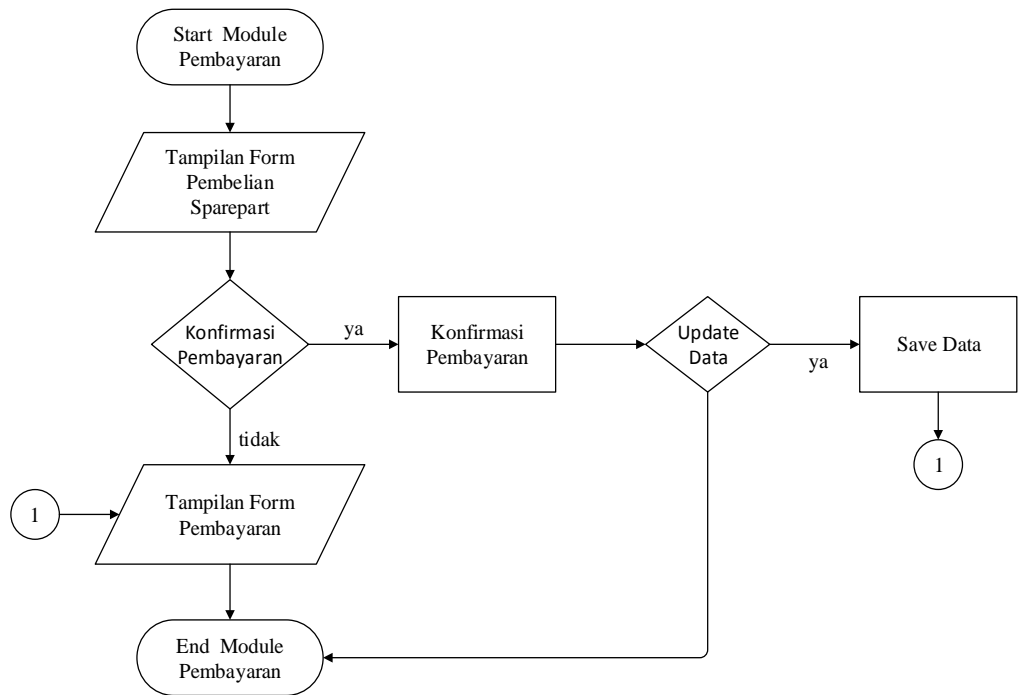 Start Module
Pembayaran
Tampilan Form
Pembelian
Sparepart
Konfirmasi
Pembayaran
ya
Konfirmasi
Pembayaran
Update
Data
ya
Save Data
1
tidak
1
Tampilan Form
Pembayaran
End Module
Pembayaran